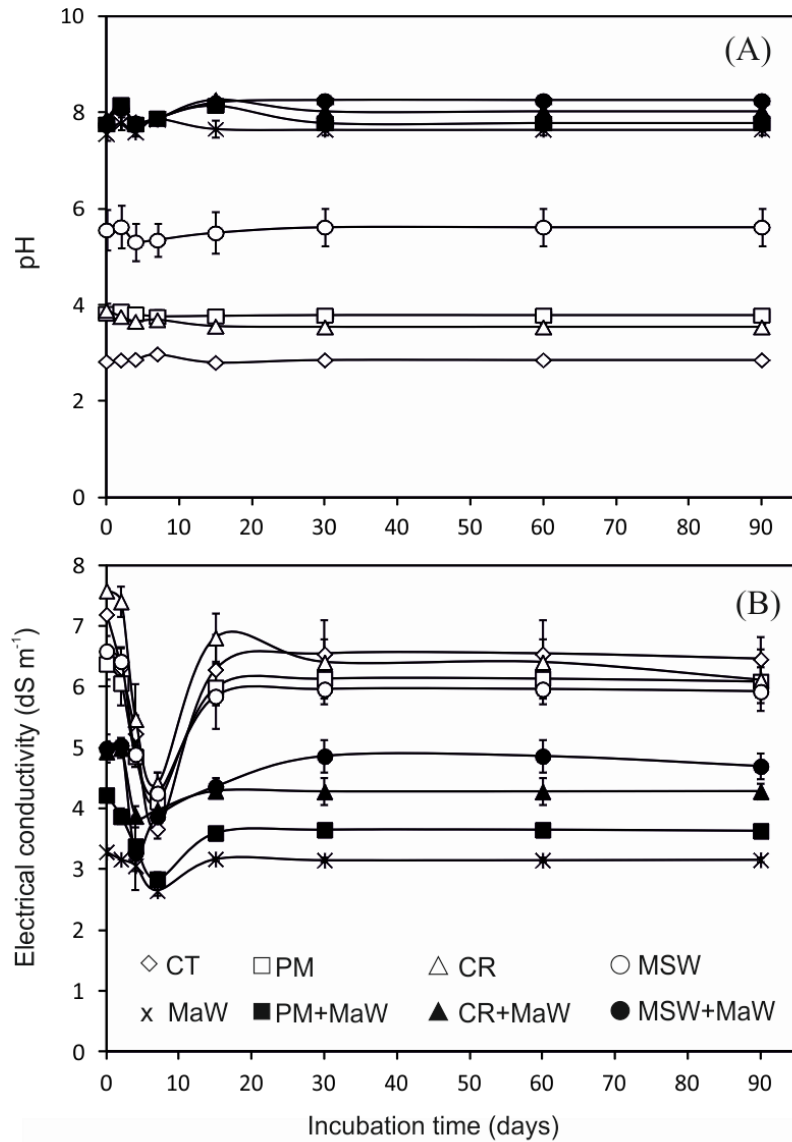 10
(A)
8
6
4
2
0
pH
0 10 20 30 40 50 60 70 80 90
8
(B)
7
6
5
4
3
2
1
0
Electrical conductivity (dS m⁻¹)
CT PM CR MSW
MaW PM+MaW CR+MaW MSW+MaW
0 10 20 30 40 50 60 70 80 90
Incubation time (days)